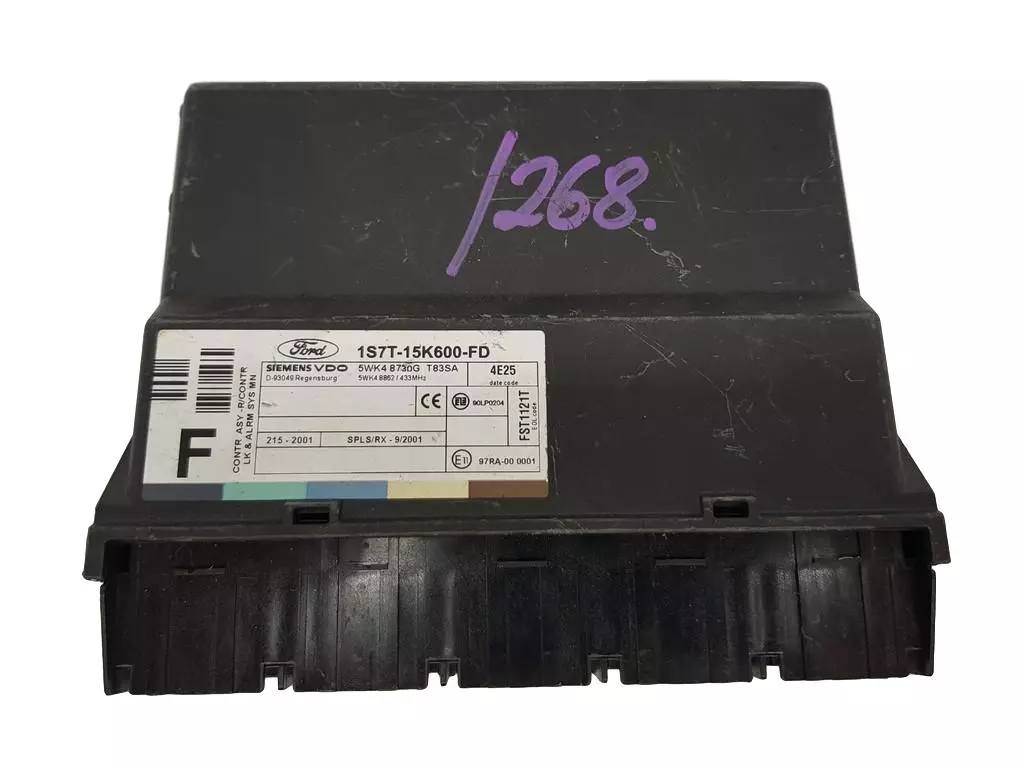 /268.
Ford
1S7T-15K600-FD
SIEMENS VDO
5WK4 8730G T83SA
4E25
D-93049 Regensburg
5WK4 8862 / 433MHz
date code
CE
90LP0204
FST1121T
EOL code
215 - 2001
SPLS/RX - 9/2001
E11
97RA-00 0001
F
CONTR ASY -R/CONTR
LK & ALRM SYS MN